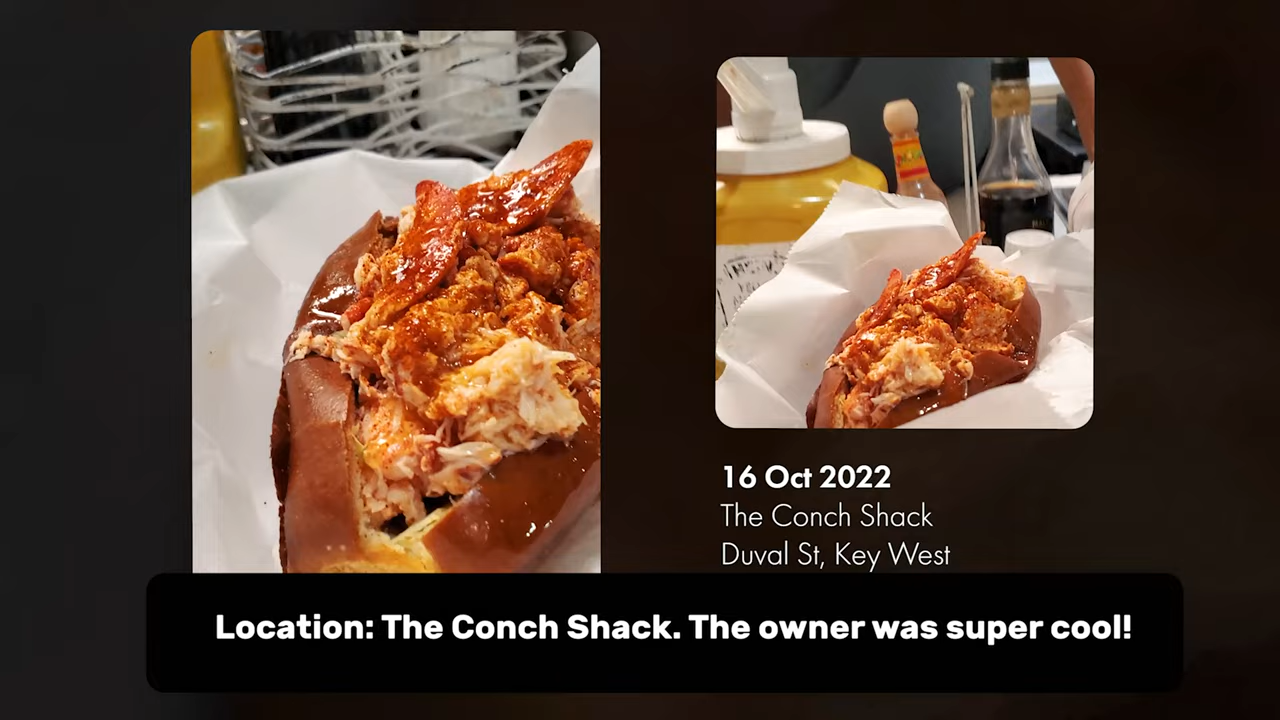 16 Oct 2022
The Conch Shack
Duval St, Key West
Location: The Conch Shack. The owner was super cool!